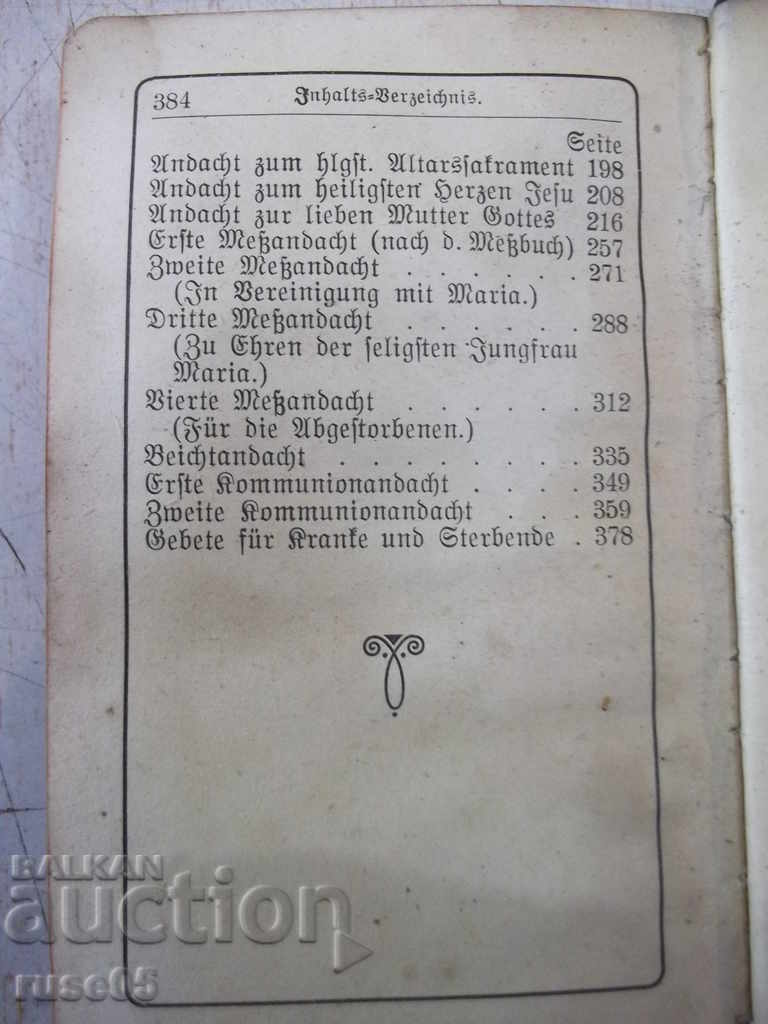 384 Inhalts-Verzeichnis.
Seite
Andacht zum hlgst. Altarssakrament 198
Andacht zum heiligsten Herzen Jesu 208
Andacht zur lieben Mutter Gottes 216
Erste Meßandacht (nach d. Meßbuch) 257
Zweite Meßandacht . . . . . . 271
(In Vereinigung mit Maria.)
Dritte Meßandacht . . . . . . 288
(Zu Ehren der seligsten Jungfrau
Maria.)
Vierte Meßandacht . . . . . . 312
(Für die Abgestorbenen.)
Beichtandacht . . . . . . . . 335
Erste Kommunionandacht . . . . 349
Zweite Kommunionandacht . . . 359
Gebete für Kranke und Sterbende . 378
BALKAN
auction
ruse05